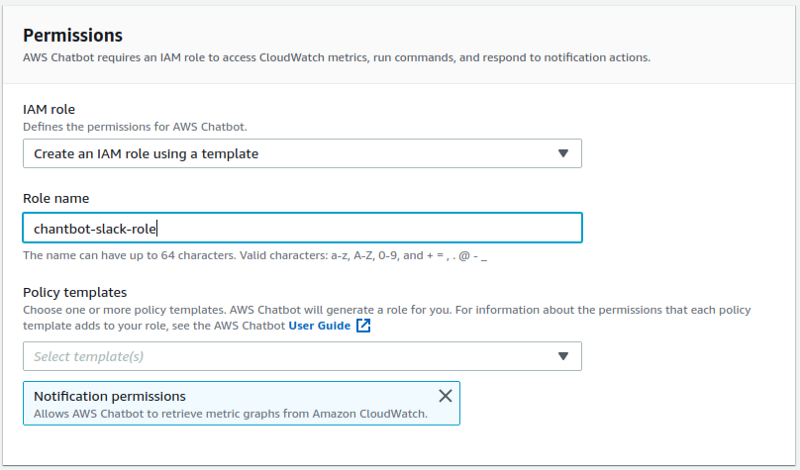 Permissions
AWS Chatbot requires an IAM role to access CloudWatch metrics, run commands, and respond to notification actions.
IAM role
Defines the permissions for AWS Chatbot.
Create an IAM role using a template
Role name
chantbot-slack-role
The name can have up to 64 characters. Valid characters: a-z, A-Z, 0-9, and + = , . @ - _
Policy templates
Choose one or more policy templates. AWS Chatbot will generate a role for you. For information about the permissions that each policy
template adds to your role, see the AWS Chatbot User Guide
Select template(s)
Notification permissions
Allows AWS Chatbot to retrieve metric graphs from Amazon CloudWatch.